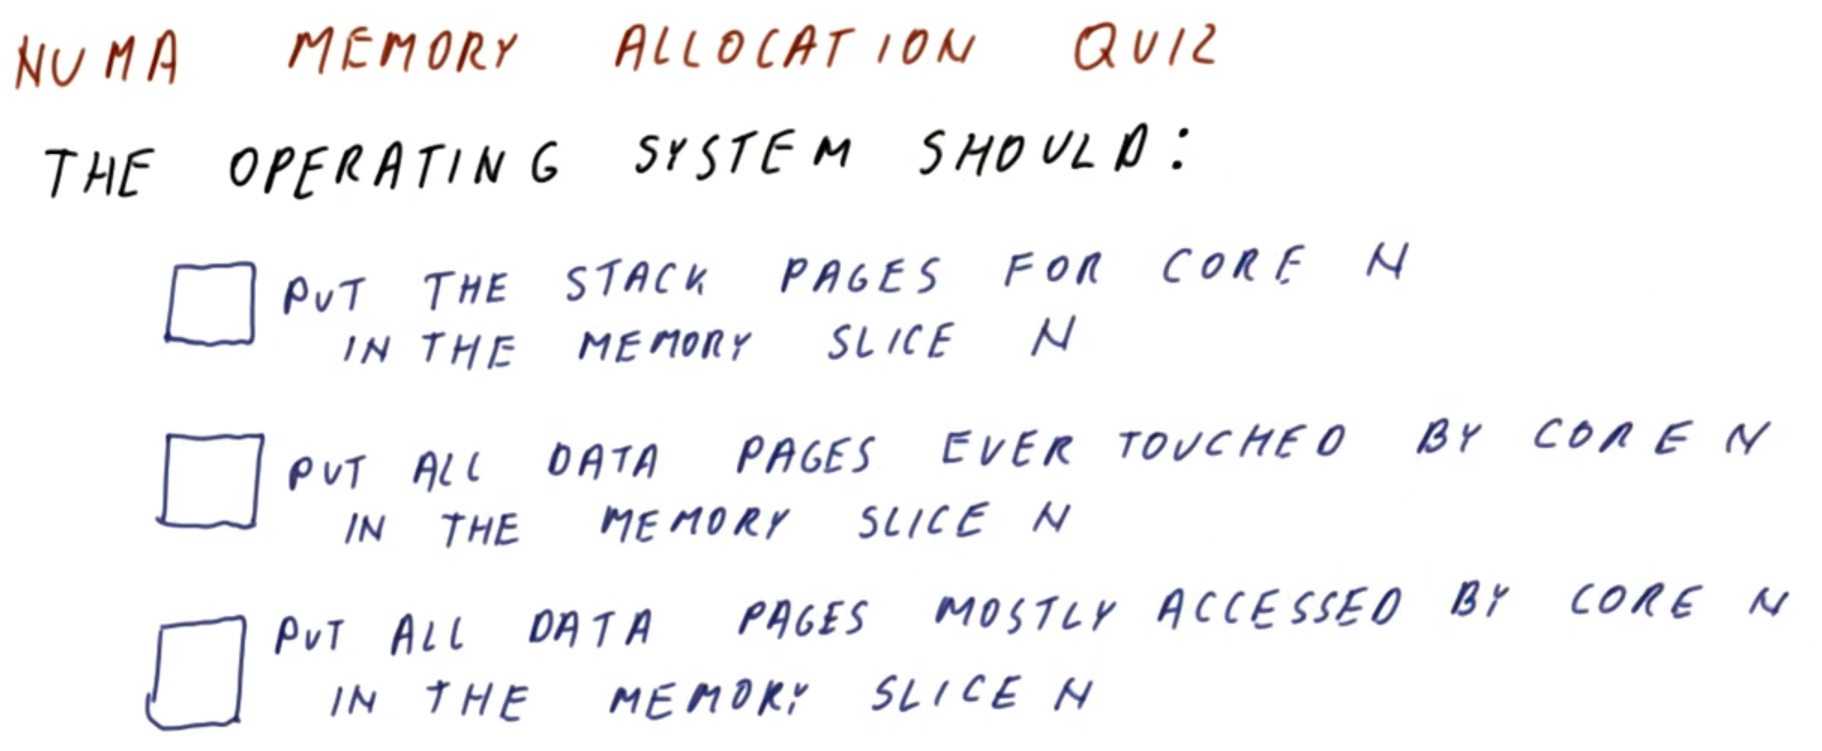 NUMA MEMORY ALLOCATION QUIZ
THE OPERATING SYSTEM SHOULD:
PUT THE STACK PAGES FOR CORE N
IN THE MEMORY SLICE N
PUT ALL DATA PAGES EVER TOUCHED BY CORE N
IN THE MEMORY SLICE N
PUT ALL DATA PAGES MOSTLY ACCESSED BY CORE N
IN THE MEMORY SLICE N